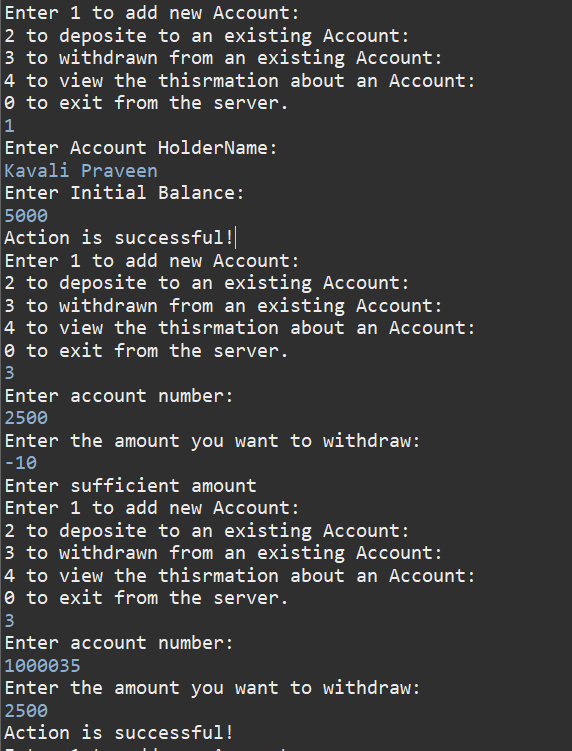 Enter 1 to add new Account:
2 to deposite to an existing Account:
3 to withdrawn from an existing Account:
4 to view the thisrmation about an Account:
0 to exit from the server.
1
Enter Account HolderName:
Kavali Praveen
Enter Initial Balance:
5000
Action is successful!
Enter 1 to add new Account:
2 to deposite to an existing Account:
3 to withdrawn from an existing Account:
4 to view the thisrmation about an Account:
0 to exit from the server.
3
Enter account number:
2500
Enter the amount you want to withdraw:
-10
Enter sufficient amount
Enter 1 to add new Account:
2 to deposite to an existing Account:
3 to withdrawn from an existing Account:
4 to view the thisrmation about an Account:
0 to exit from the server.
3
Enter account number:
1000035
Enter the amount you want to withdraw:
2500
Action is successful!